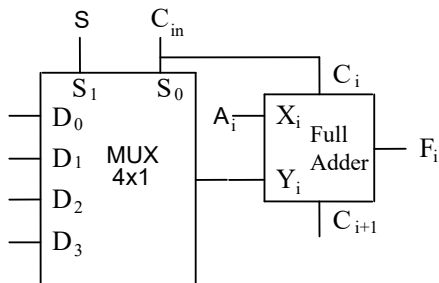 S C_in
S_1 S_0
D_0
D_1
D_2
D_3
MUX
4x1
A_i
C_i
X_i
Full
Adder
Y_i
C_i+1
F_i